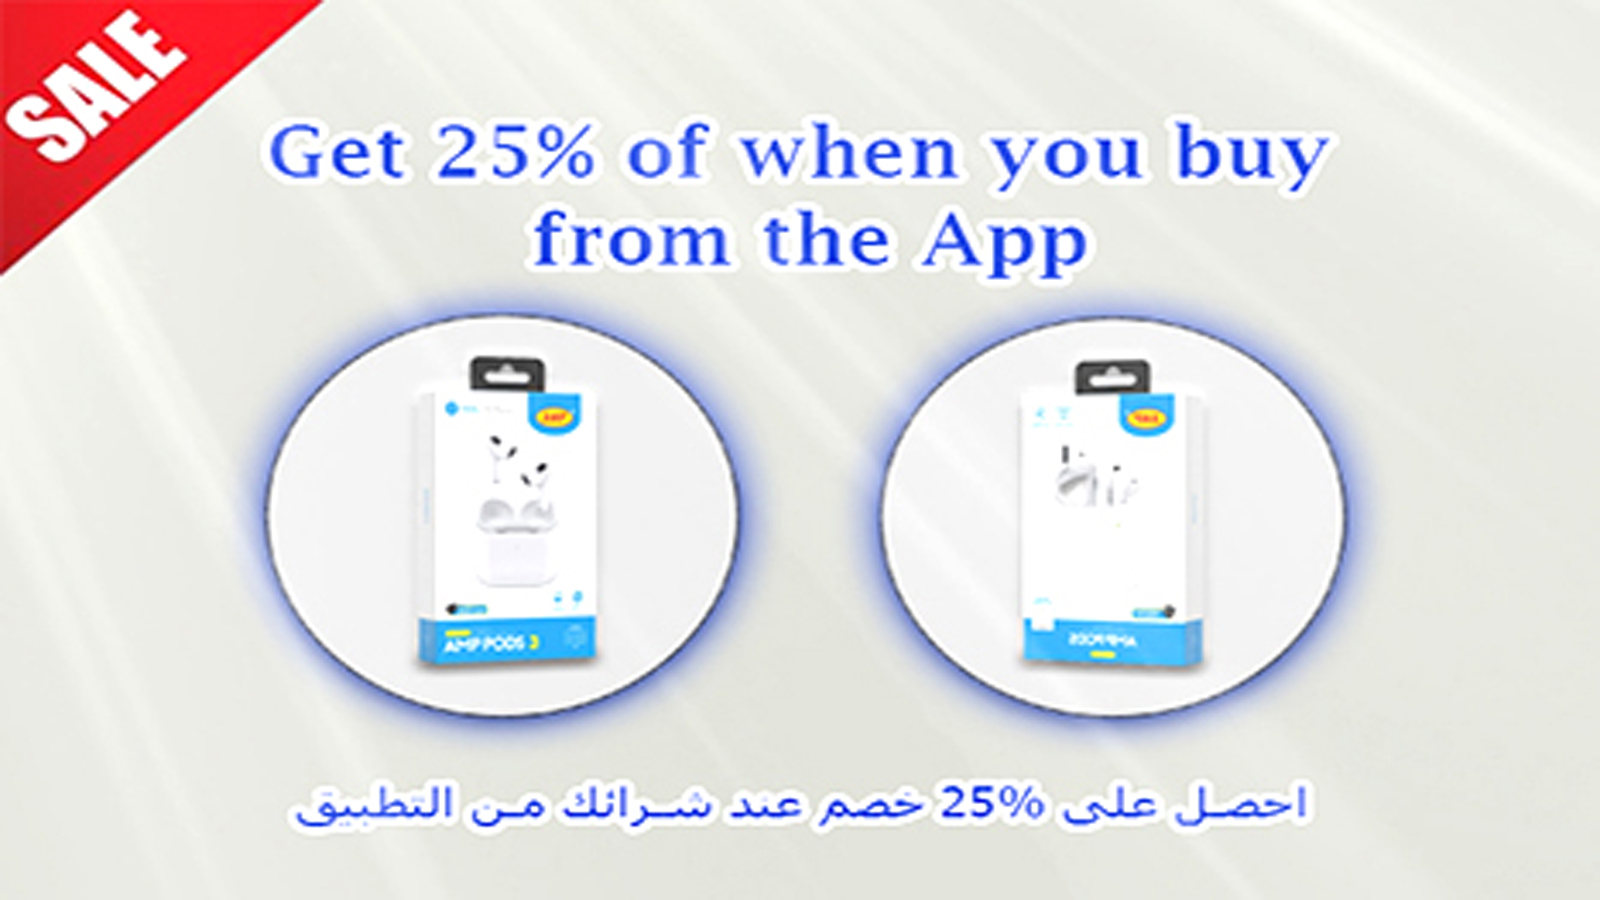 SALE
Get 25% of when you buy
from the App
AMP PODS 3
احصل على 25% خصم عند شرائك من التطبيق